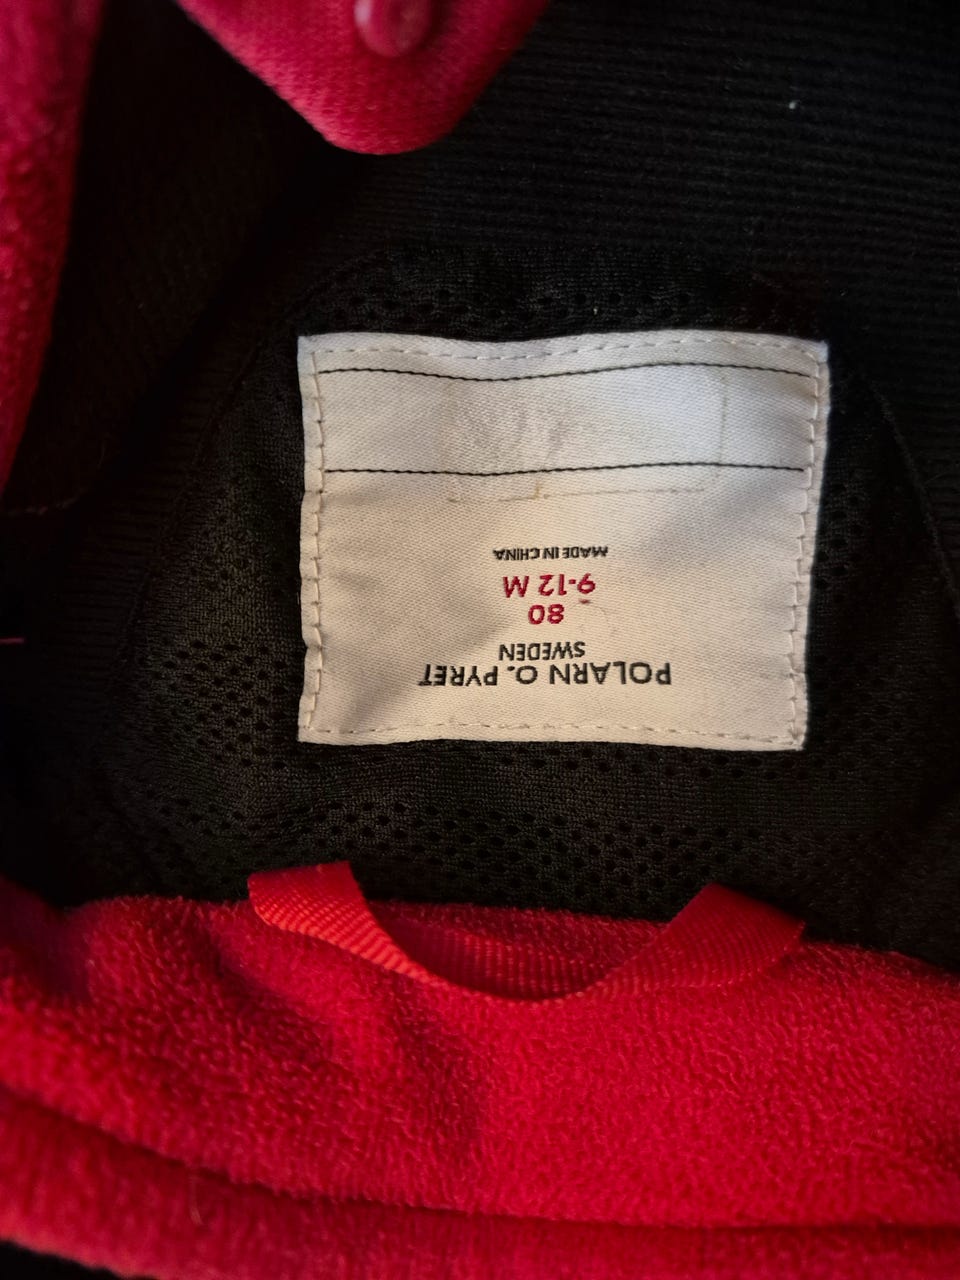 POLARN O. PYRET
SWEDEN
80
9-12 M
MADE IN CHINA